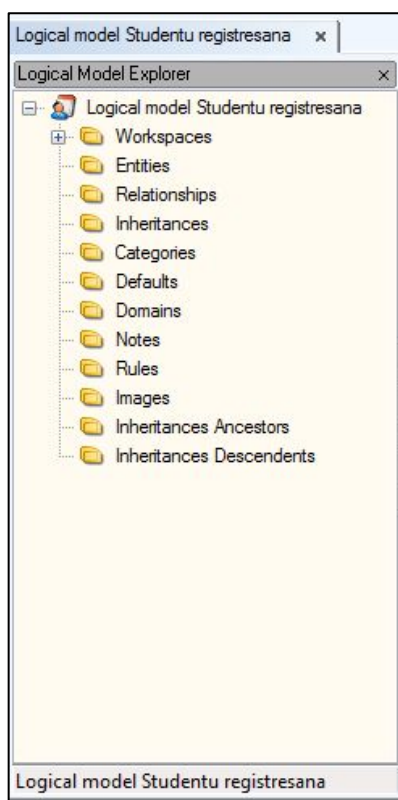 Logical model Studentu registresana x
Logical Model Explorer x
Logical model Studentu registresana
Workspaces
Entities
Relationships
Inheritances
Categories
Defaults
Domains
Notes
Rules
Images
Inheritances Ancestors
Inheritances Descendents
Logical model Studentu registresana